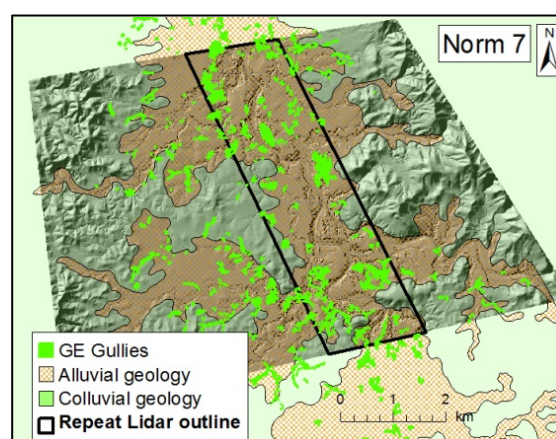 Norm 7
N
GE Gullies
Alluvial geology
Colluvial geology
Repeat Lidar outline
0 1 2
km